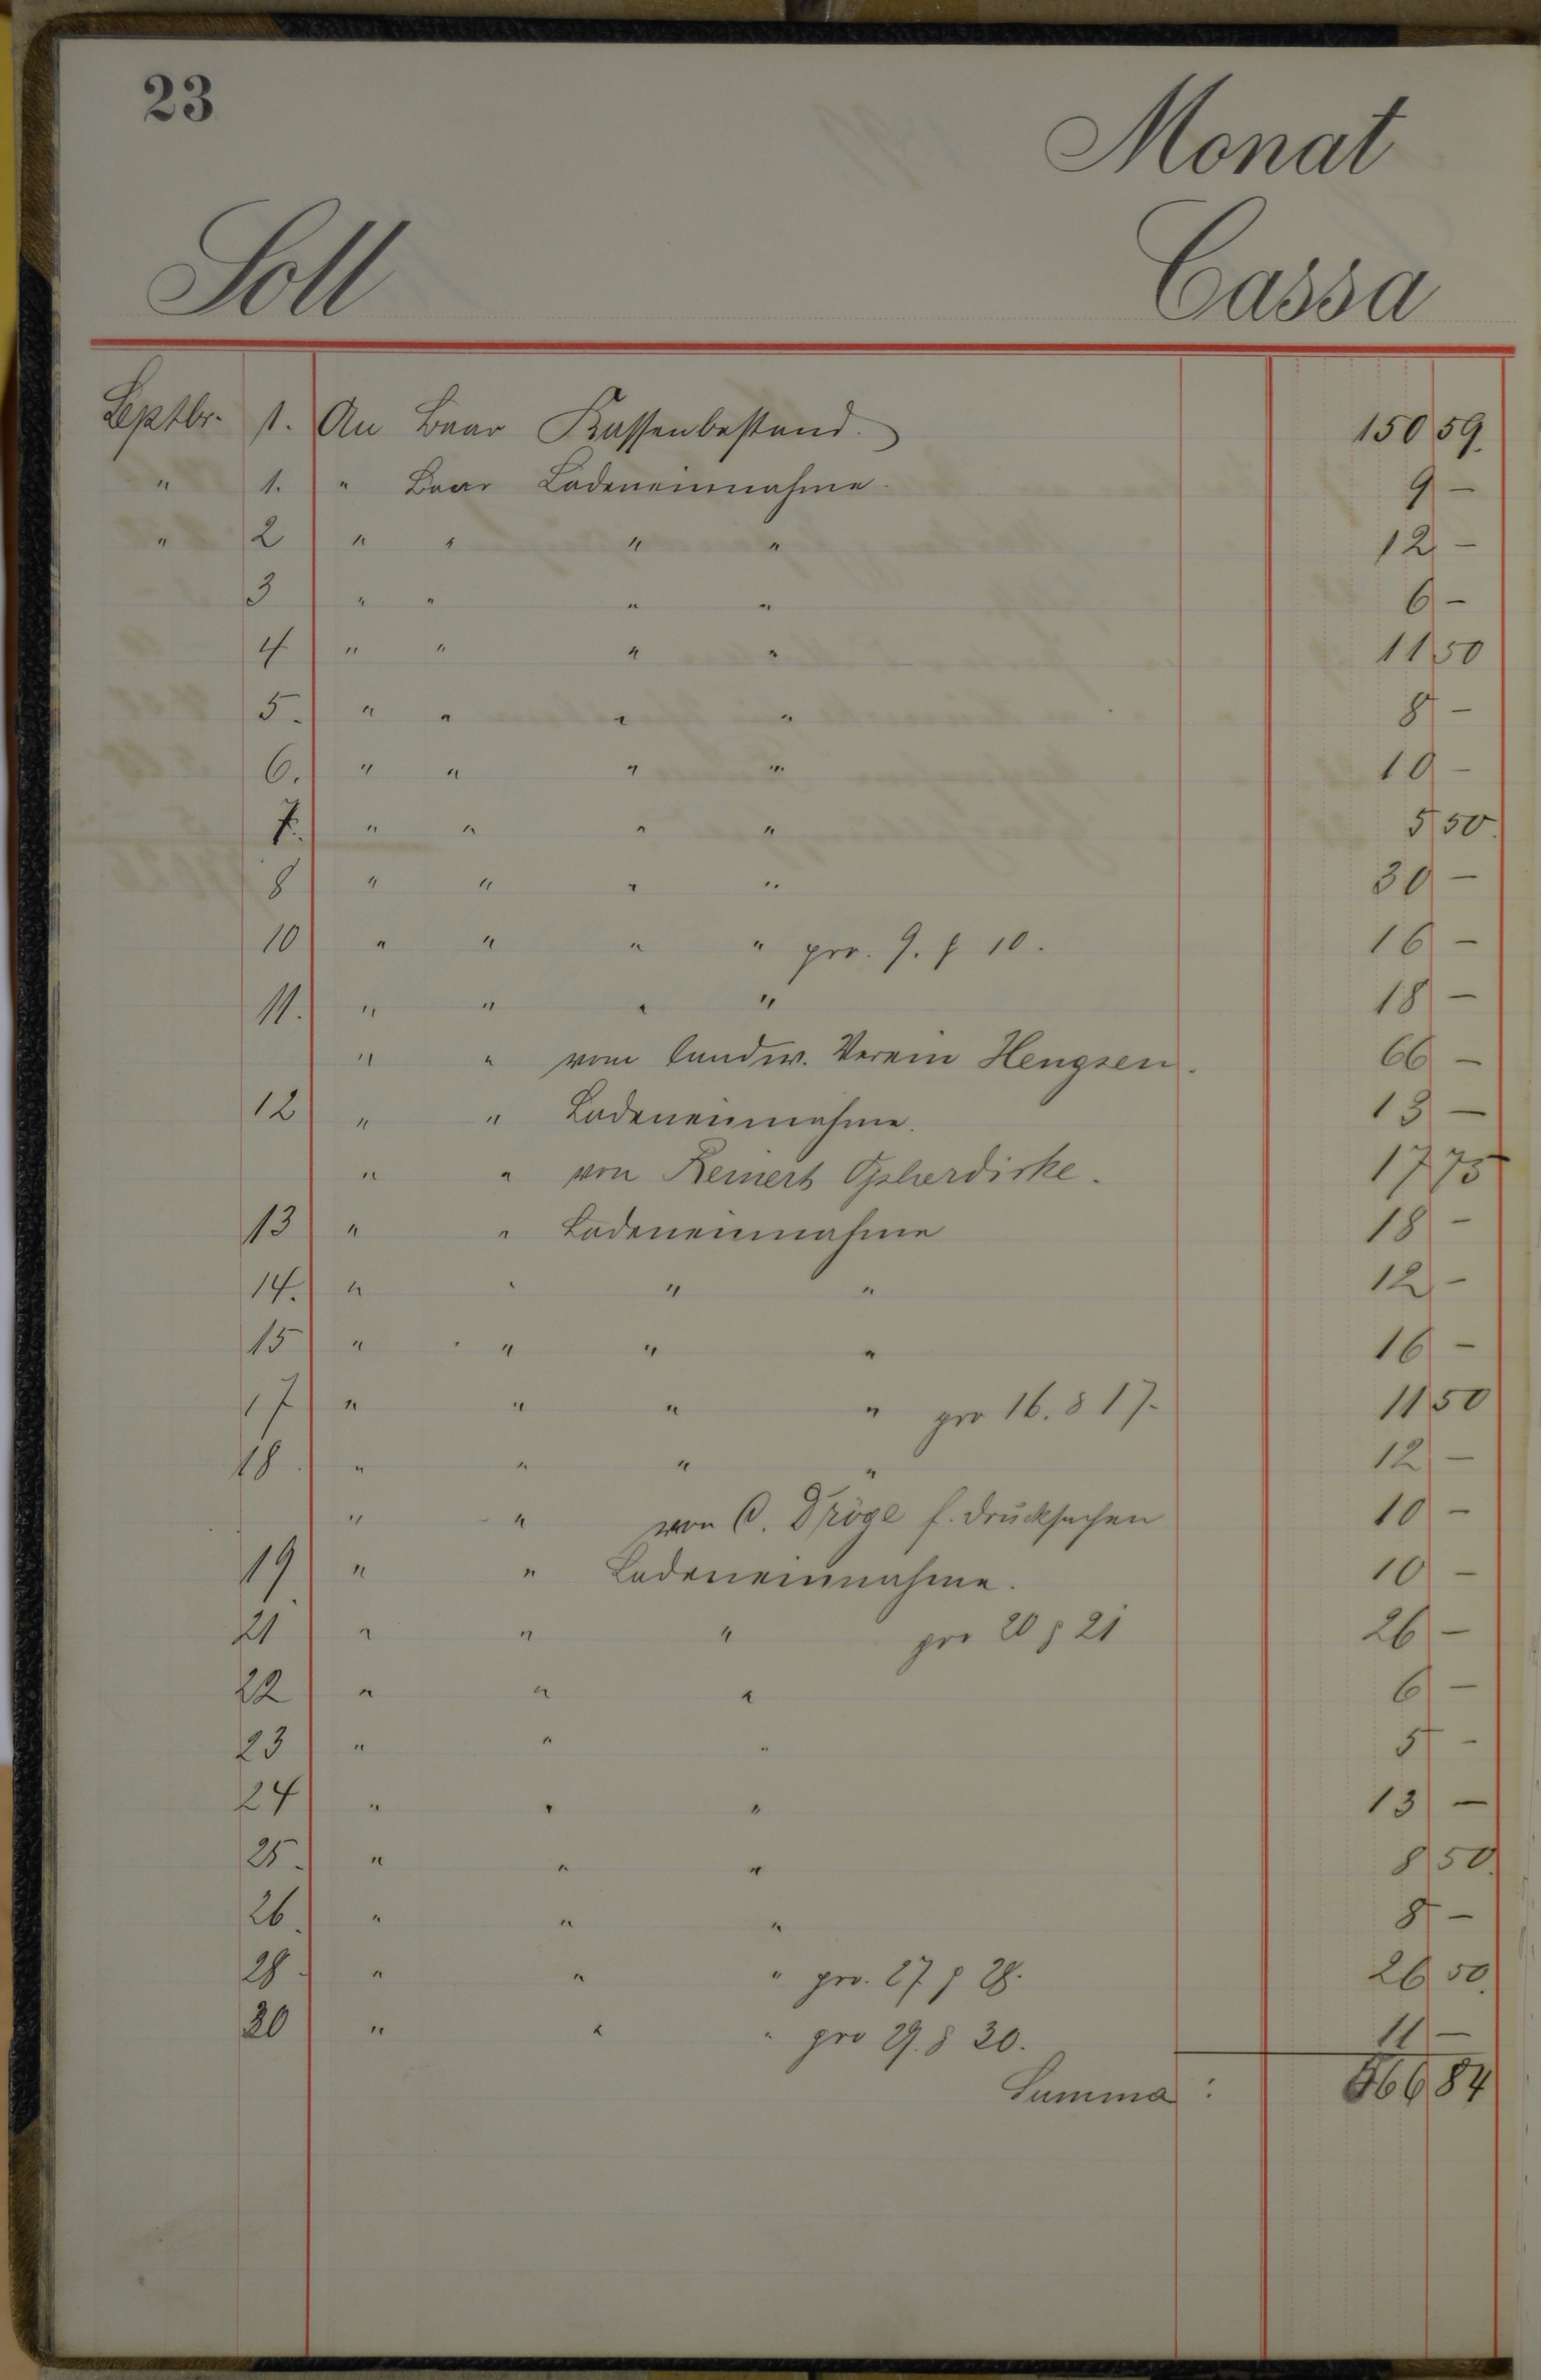 23
Monat
Soll Cassa
Septbr. 1. An Baar Kassenbestand. 150 59.
" 1. " Baar Ladeneinnahme. 9 –
" 2 " " " " 12 –
3 " " " " 6 –
4 " " " " 11 50
5. " " " " 8 –
6. " " " " 10 –
7. " " " " 5 50.
8 " " " " 30 –
10 " " " " pro. 9. & 10. 16 –
11. " " " " 18 –
" " vom landw. Verein Hengsen. 66 –
12 " " Ladeneinnahme. 13 –
" " von Reinert Opherdicke. 17 75
13 " " Ladeneinnahme 18 –
14. " " " " 12 –
15 " " " " 16 –
17 " " " " pro 16. & 17. 11 50
18. " " " " 12 –
" " von C. Dröge f. Drucksachen 10 –
19. " " Ladeneinnahme. 10 –
21 " " " pro 20 & 21 26 –
22 " " " 6 –
23 " " " 5 –
24 " " " 13 –
25. " " " 8 50.
26. " " " 8 –
28. " " " pro. 27. & 28. 26 50.
30 " " " pro 29. & 30. 11 –
Summa : 566 84